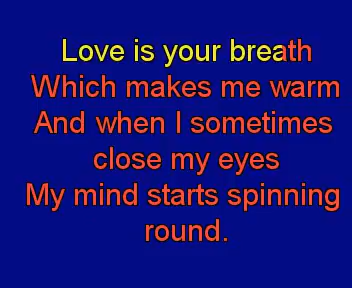 Love is your breath
Which makes me warm
And when I sometimes
close my eyes
My mind starts spinning
round.